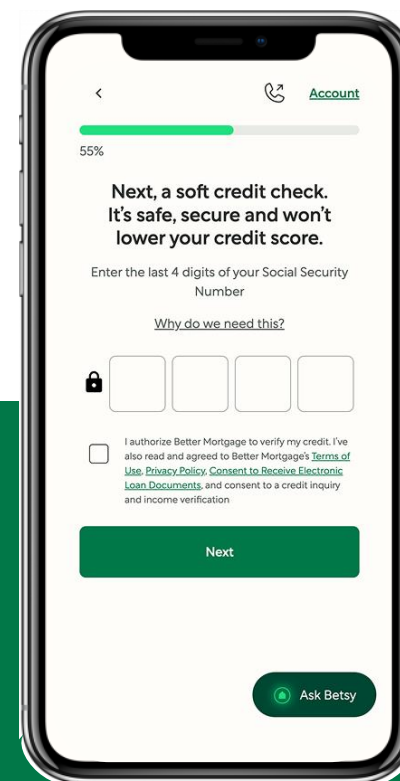 Account
55%
Next, a soft credit check.
It's safe, secure and won't
lower your credit score.
Enter the last 4 digits of your Social Security
Number
Why do we need this?
I authorize Better Mortgage to verify my credit. I've
also read and agreed to Better Mortgage's Terms of
Use, Privacy Policy, Consent to Receive Electronic
Loan Documents, and consent to a credit inquiry
and income verification
Next
Ask Betsy